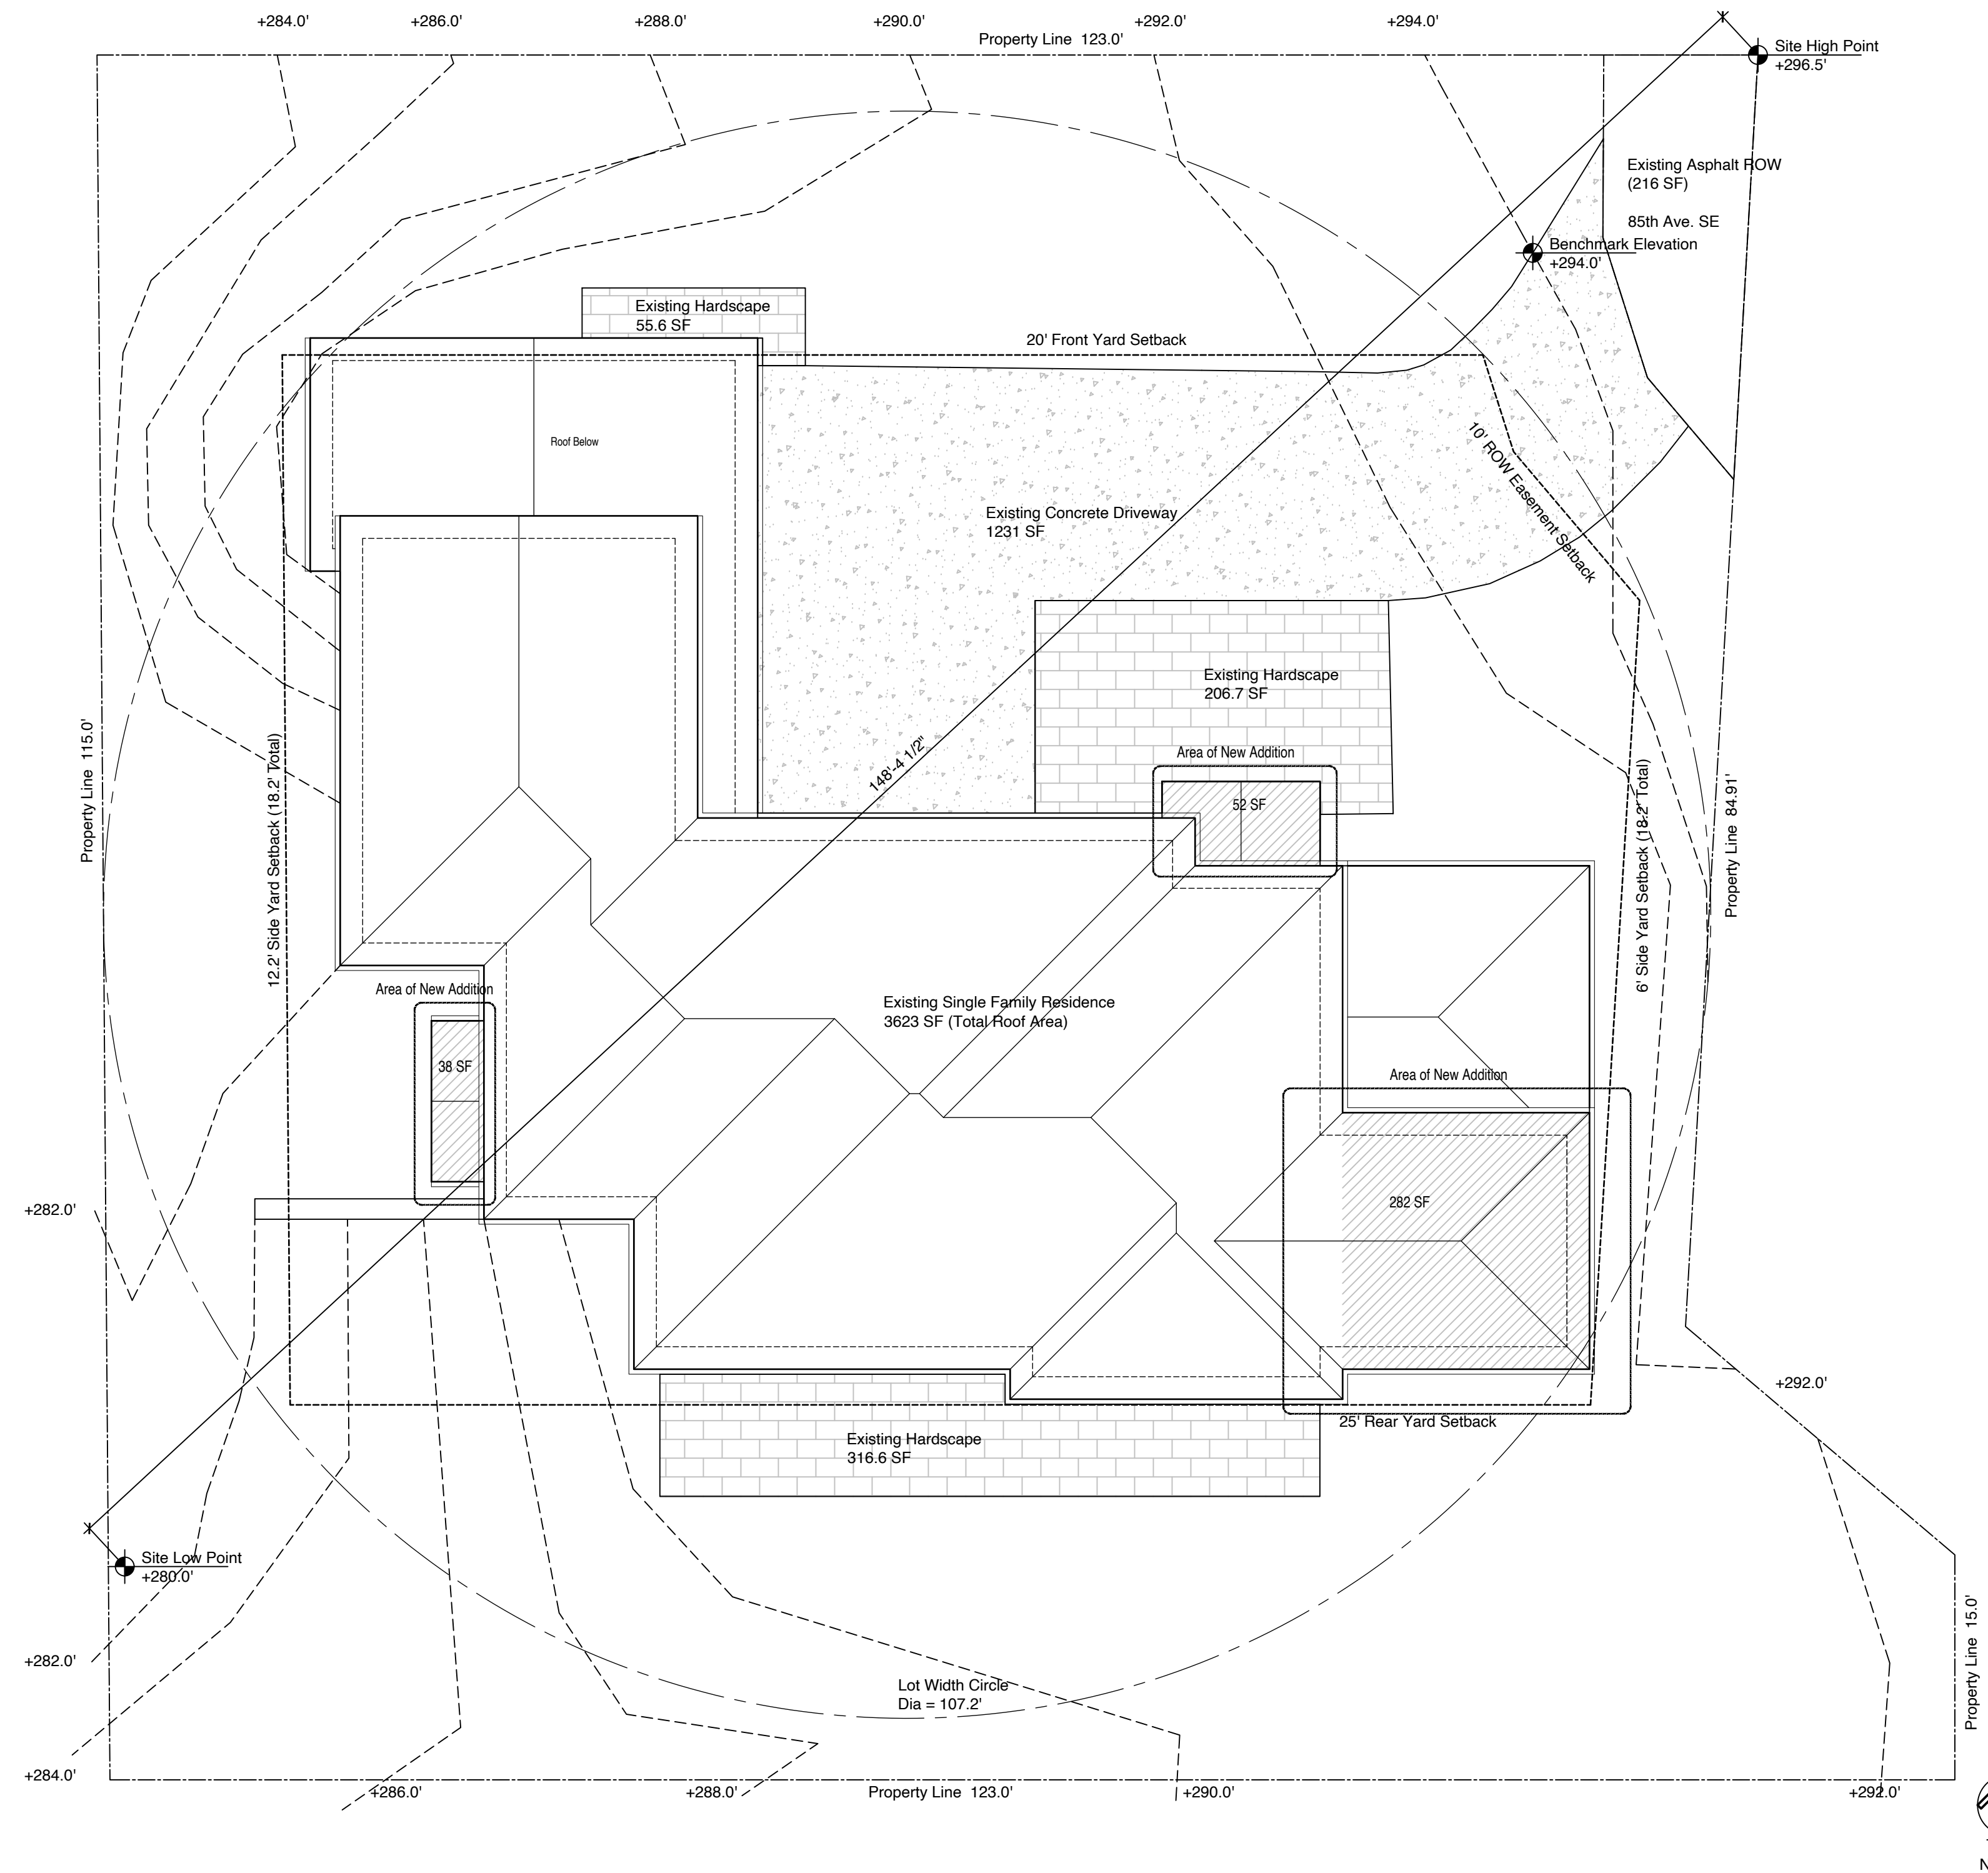 +284.0'
+286.0'
+288.0'
+290.0'
+292.0'
+294.0'
Property Line 123.0'
Site High Point
+296.5'
Existing Asphalt ROW
(216 SF)
85th Ave. SE
Benchmark Elevation
+294.0'
Existing Hardscape
55.6 SF
20' Front Yard Setback
Roof Below
10' ROW Easement Setback
Existing Concrete Driveway
1231 SF
Existing Hardscape
206.7 SF
Area of New Addition
52 SF
148'-4 1/2"
Property Line 115.0'
12.2' Side Yard Setback (18.2' Total)
6' Side Yard Setback (18.2' Total)
Property Line 84.91'
Area of New Addition
38 SF
Existing Single Family Residence
3623 SF (Total Roof Area)
Area of New Addition
282 SF
+282.0'
+292.0'
25' Rear Yard Setback
Existing Hardscape
316.6 SF
Site Low Point
+280.0'
+282.0'
Lot Width Circle
Dia = 107.2'
Property Line 15.0'
+284.0'
+286.0'
+288.0'
Property Line 123.0'
+290.0'
+292.0'